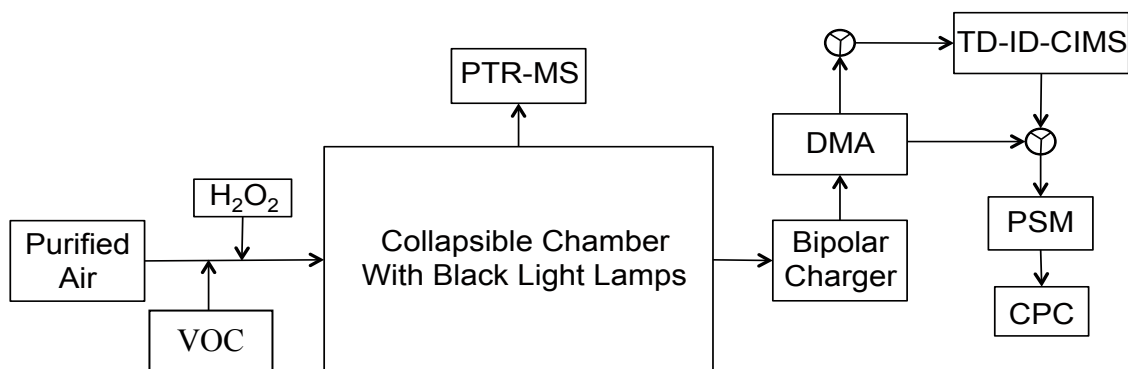 PTR-MS
TD-ID-CIMS
DMA
H₂O₂
PSM
Purified
Air
Collapsible Chamber
With Black Light Lamps
Bipolar
Charger
VOC
CPC